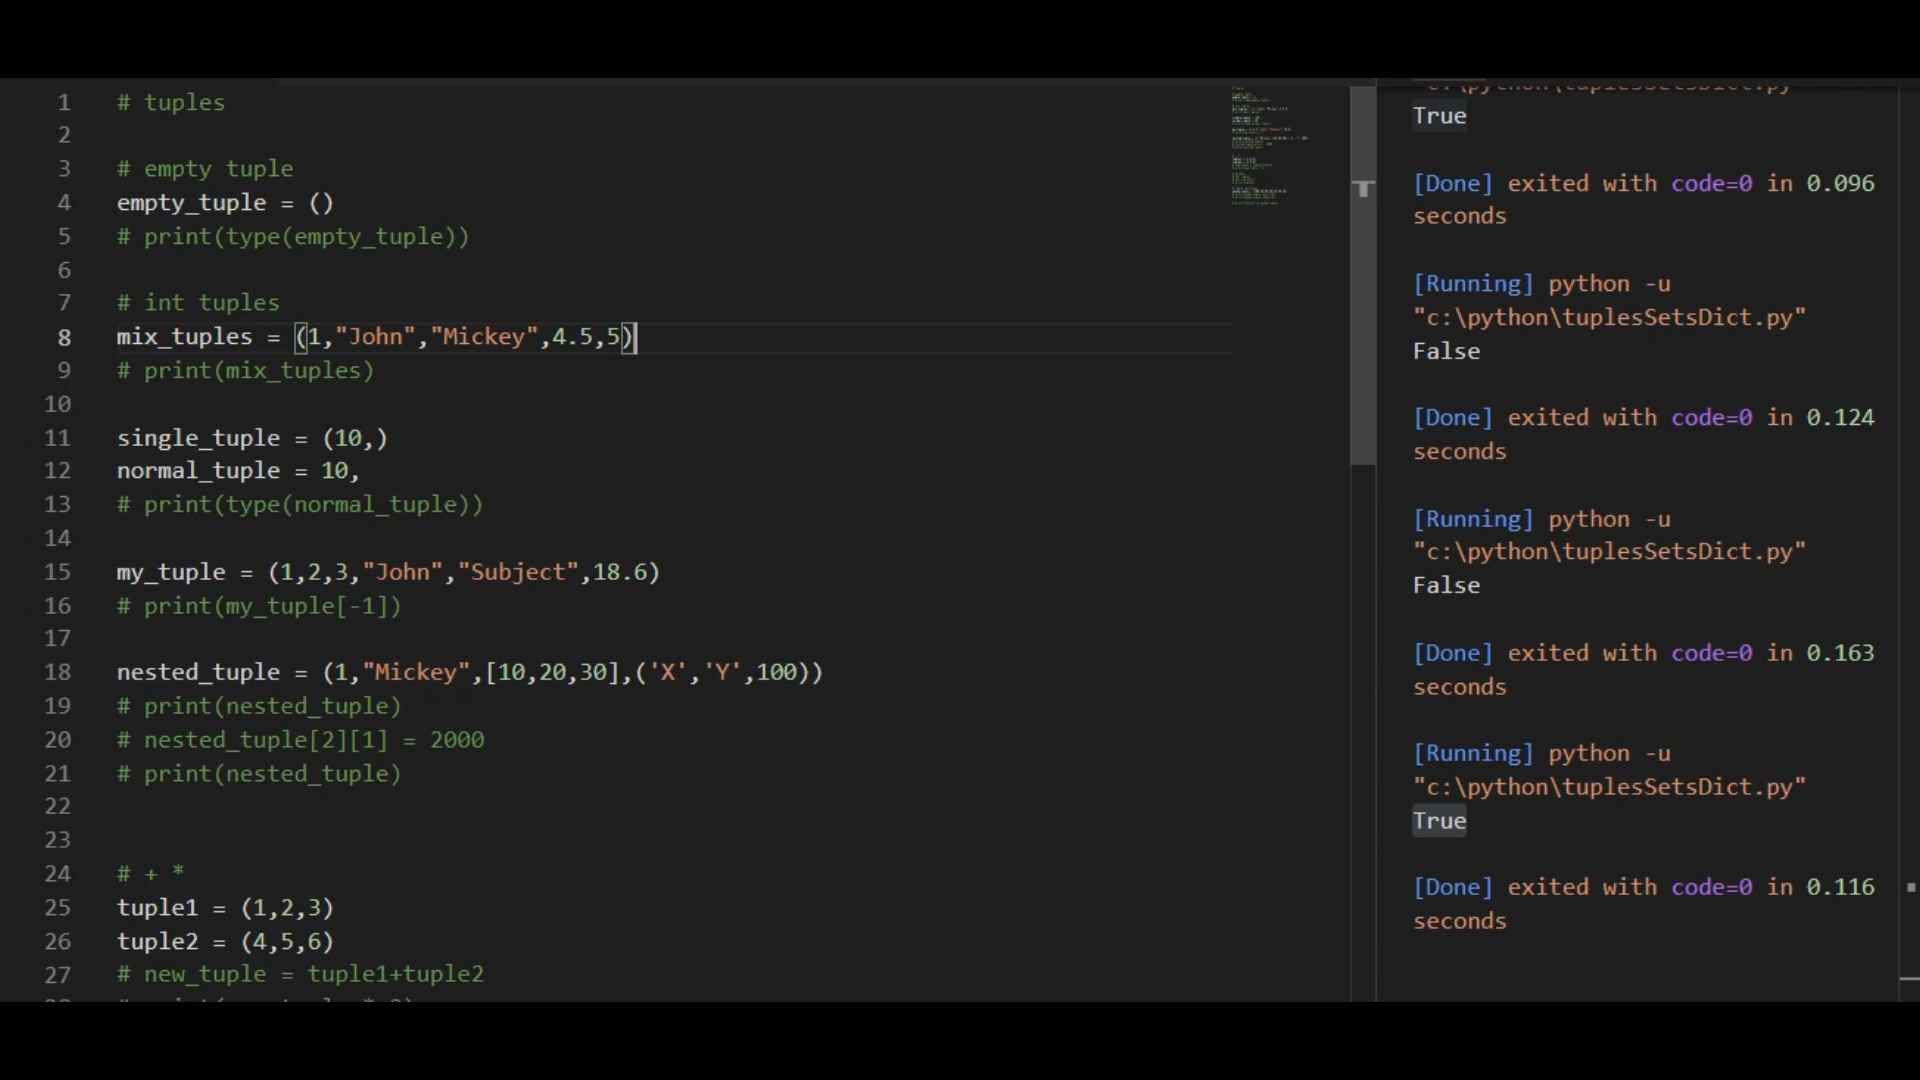 1 # tuples
2
3 # empty tuple
4 empty_tuple = ()
5 # print(type(empty_tuple))
6
7 # int tuples
8 mix_tuples = (1,"John","Mickey",4.5,5)
9 # print(mix_tuples)
10
11 single_tuple = (10,)
12 normal_tuple = 10,
13 # print(type(normal_tuple))
14
15 my_tuple = (1,2,3,"John","Subject",18.6)
16 # print(my_tuple[-1])
17
18 nested_tuple = (1,"Mickey",[10,20,30],('X','Y',100))
19 # print(nested_tuple)
20 # nested_tuple[2][1] = 2000
21 # print(nested_tuple)
22
23
24 # + *
25 tuple1 = (1,2,3)
26 tuple2 = (4,5,6)
27 # new_tuple = tuple1+tuple2
"c:\python\tuplesSetsDict.py"
True
[Done] exited with code=0 in 0.096
seconds
[Running] python -u
"c:\python\tuplesSetsDict.py"
False
[Done] exited with code=0 in 0.124
seconds
[Running] python -u
"c:\python\tuplesSetsDict.py"
False
[Done] exited with code=0 in 0.163
seconds
[Running] python -u
"c:\python\tuplesSetsDict.py"
True
[Done] exited with code=0 in 0.116
seconds